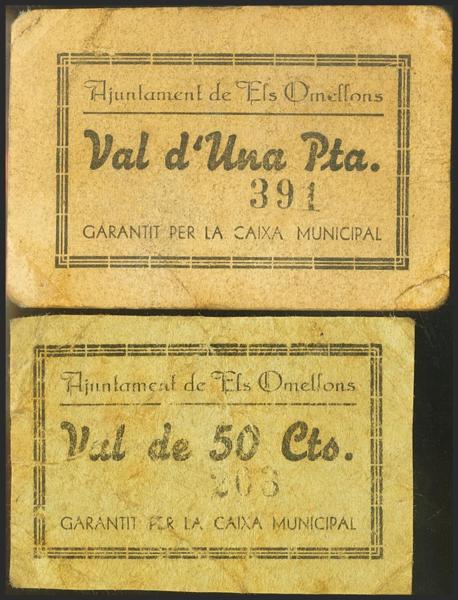 Ajuntament de Els Omellons
Val d'Una Pta.
391
GARANTIT PER LA CAIXA MUNICIPAL
Ajuntament de Els Omellons
Val de 50 Cts.
GARANTIT PER LA CAIXA MUNICIPAL